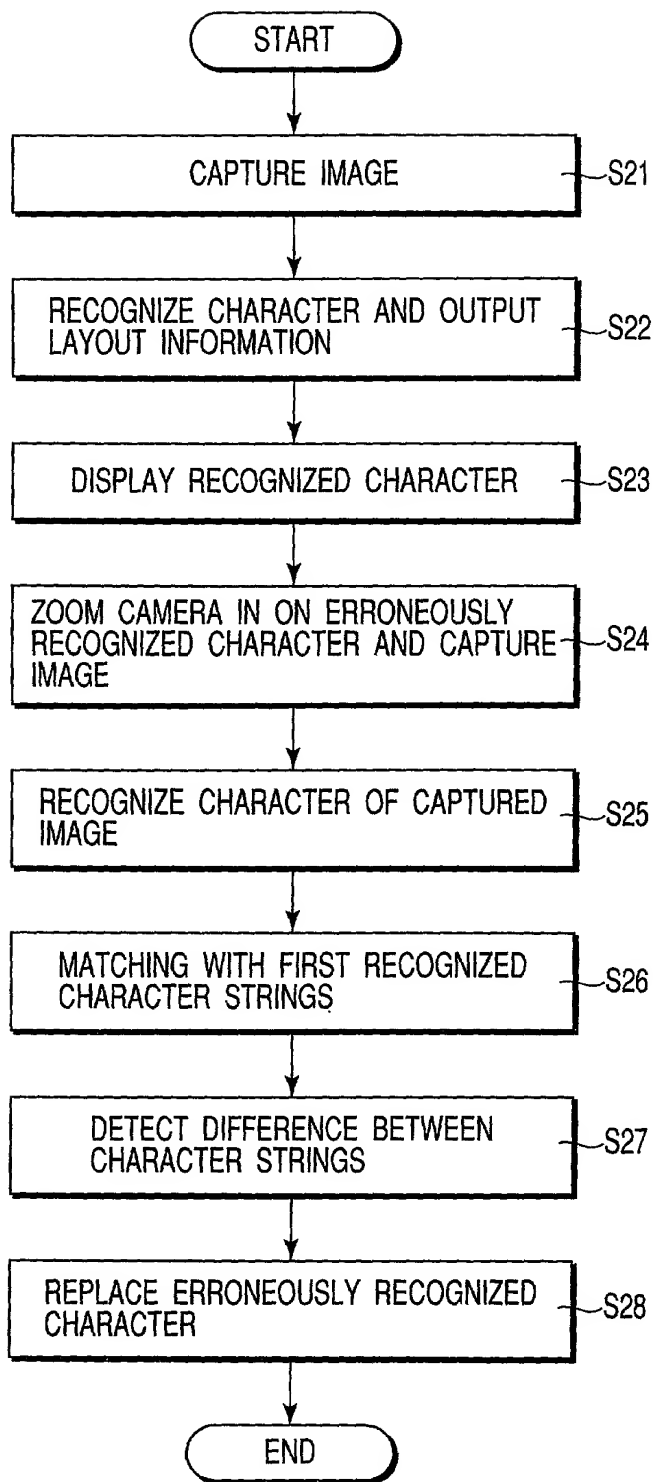 START
CAPTURE IMAGE
S21
RECOGNIZE CHARACTER AND OUTPUT
LAYOUT INFORMATION
S22
DISPLAY RECOGNIZED CHARACTER
S23
ZOOM CAMERA IN ON ERRONEOUSLY
RECOGNIZED CHARACTER AND CAPTURE
IMAGE
S24
RECOGNIZE CHARACTER OF CAPTURED
IMAGE
S25
MATCHING WITH FIRST RECOGNIZED
CHARACTER STRINGS
S26
DETECT DIFFERENCE BETWEEN
CHARACTER STRINGS
S27
REPLACE ERRONEOUSLY RECOGNIZED
CHARACTER
S28
END